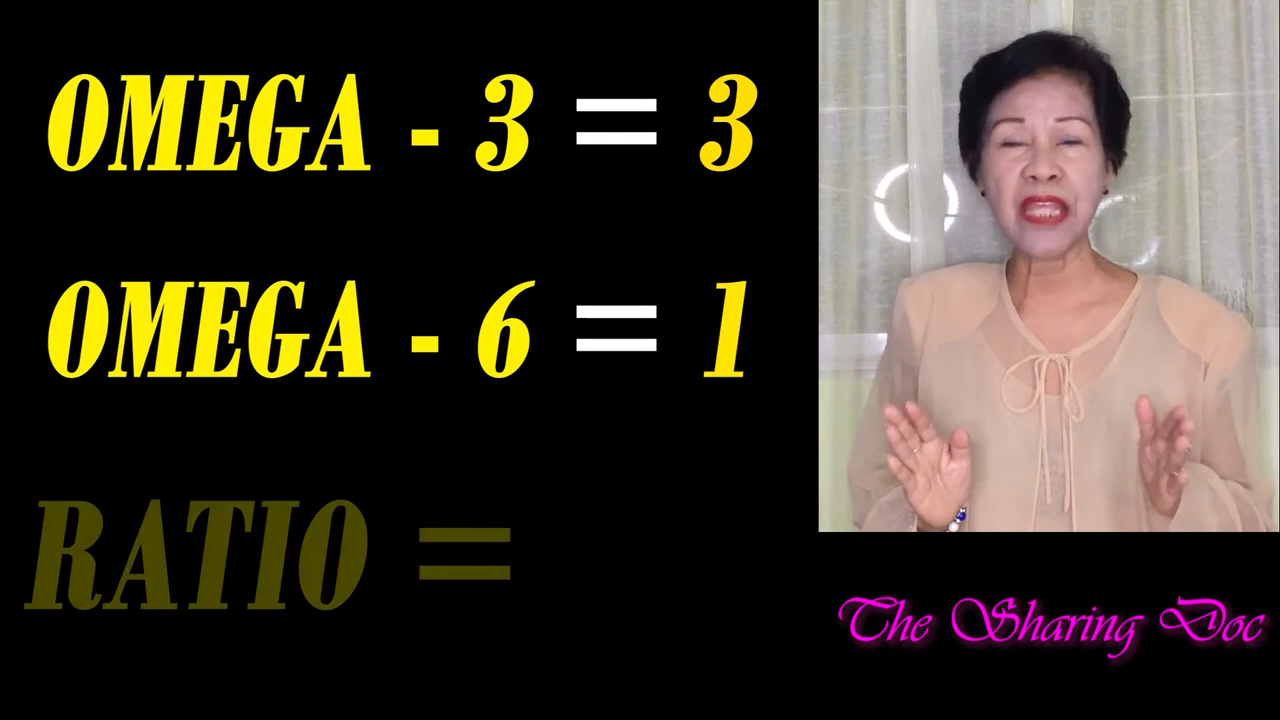 OMEGA - 3 = 3
OMEGA - 6 = 1
RATIO =
The Sharing Doc